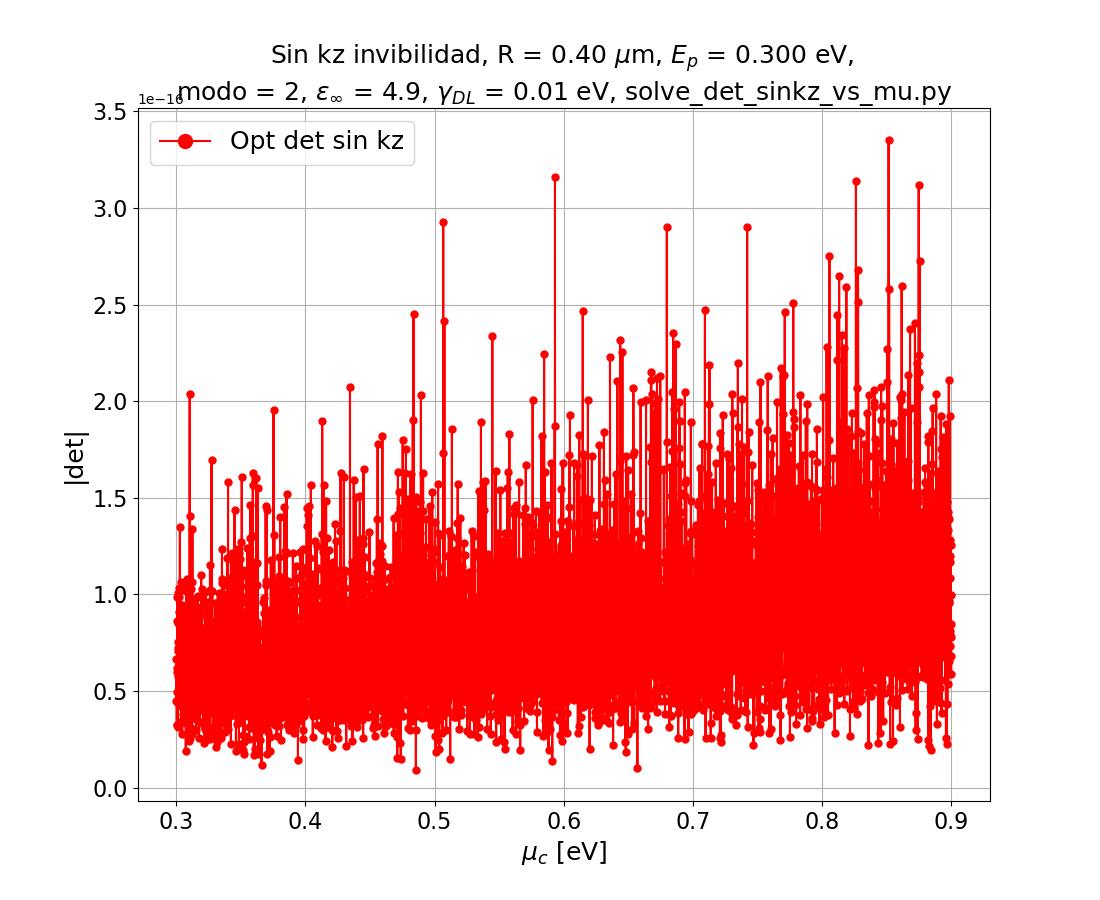 Sin kz invibilidad, R = 0.40 μm, E_p = 0.300 eV,
modo = 2, ε_∞ = 4.9, γ_DL = 0.01 eV, solve_det_sinkz_vs_mu.py
1e−16
Opt det sin kz
3.5
3.0
2.5
2.0
1.5
1.0
0.5
0.0
|det|
0.3 0.4 0.5 0.6 0.7 0.8 0.9
μ_c [eV]